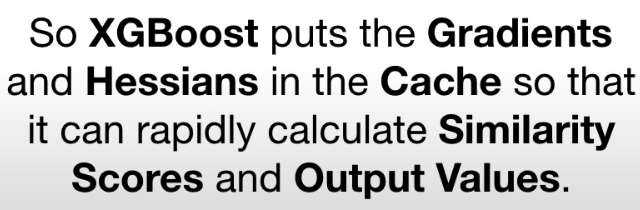 So XGBoost puts the Gradients
and Hessians in the Cache so that
it can rapidly calculate Similarity
Scores and Output Values.